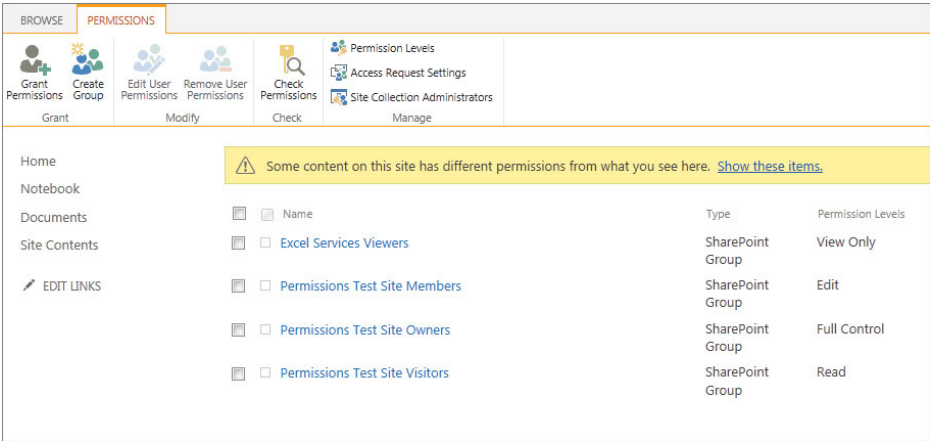 BROWSE PERMISSIONS
Grant Permissions
Create Group
Edit User Permissions
Remove User Permissions
Check Permissions
Permission Levels
Access Request Settings
Site Collection Administrators
Grant Modify Check Manage
Home
Notebook
Documents
Site Contents
EDIT LINKS
Some content on this site has different permissions from what you see here. Show these items.
Name Type Permission Levels
Excel Services Viewers SharePoint Group View Only
Permissions Test Site Members SharePoint Group Edit
Permissions Test Site Owners SharePoint Group Full Control
Permissions Test Site Visitors SharePoint Group Read